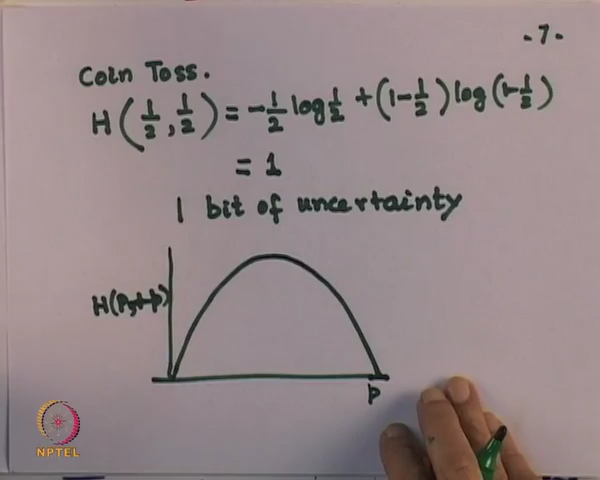 - 7 -
Coin Toss.
H(1/2, 1/2) = -1/2 log 1/2 + (1-1/2) log (1-1/2)
= 1
1 bit of uncertainty
H(P,1-p)
p
NPTEL